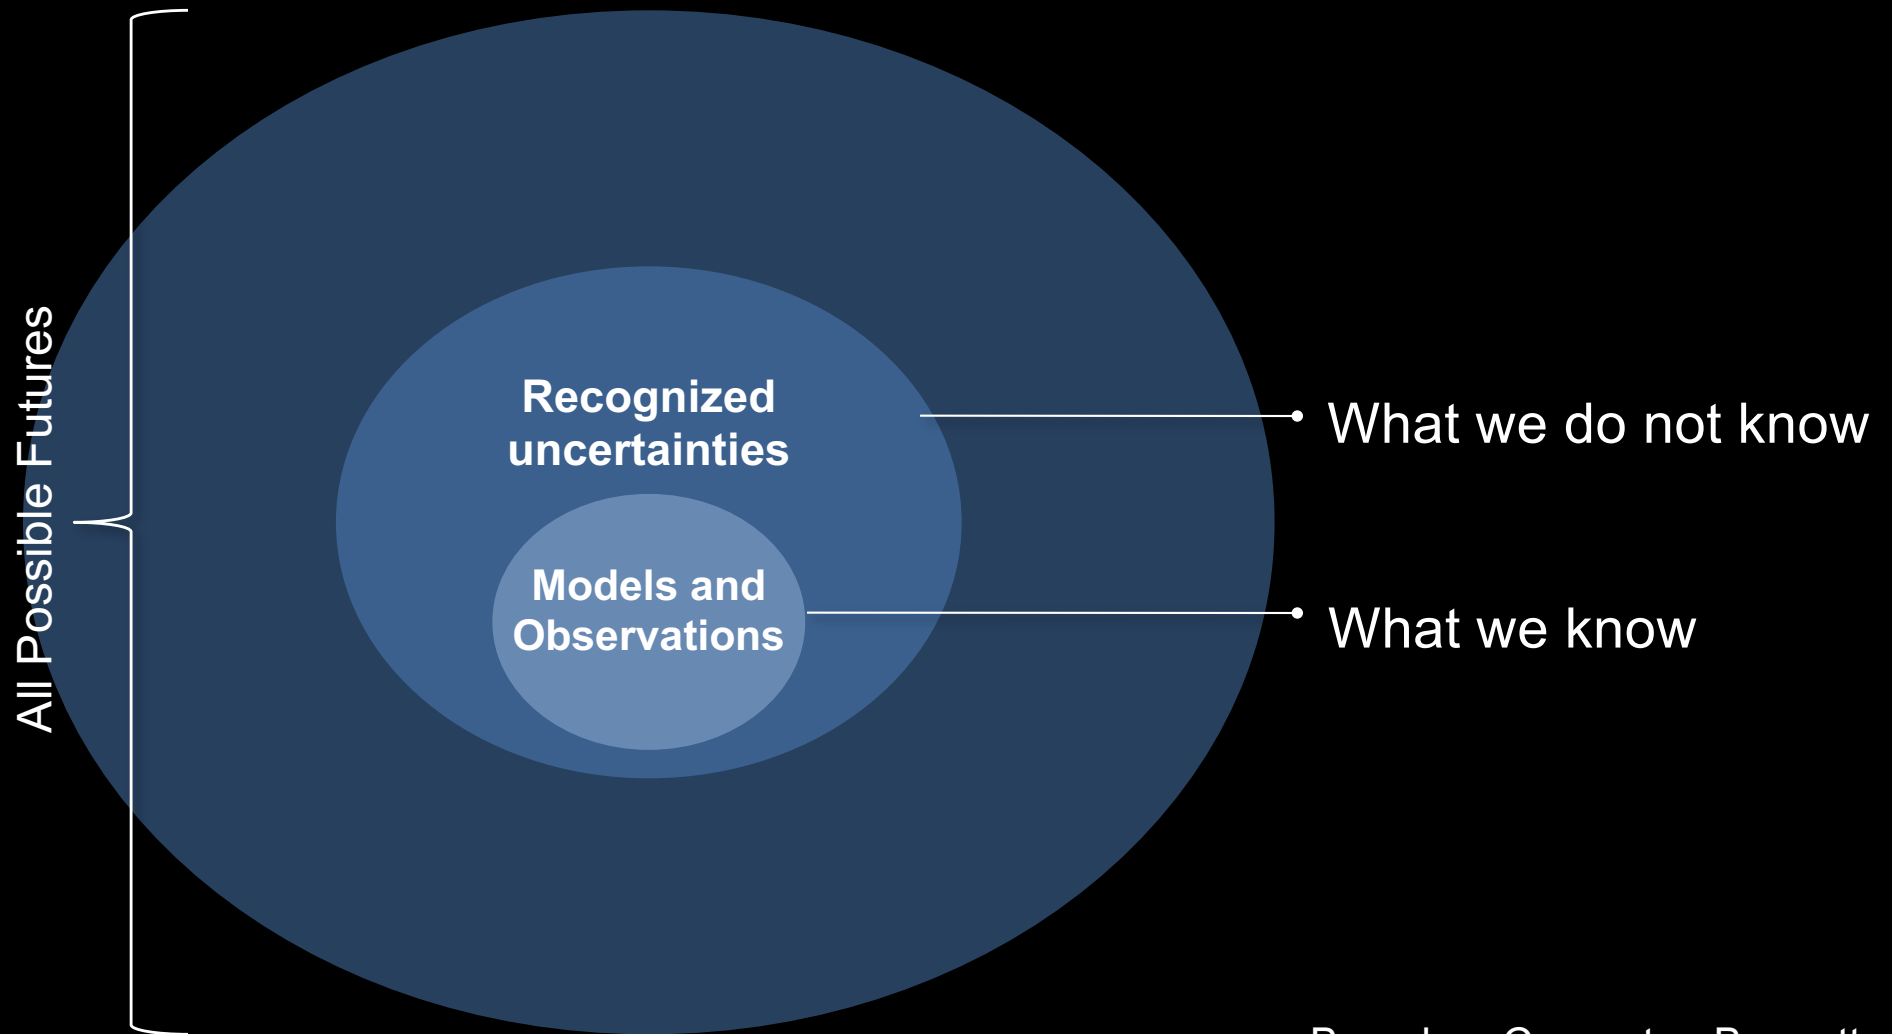 All Possible Futures
Recognized
uncertainties
What we do not know
Models and
Observations
What we know